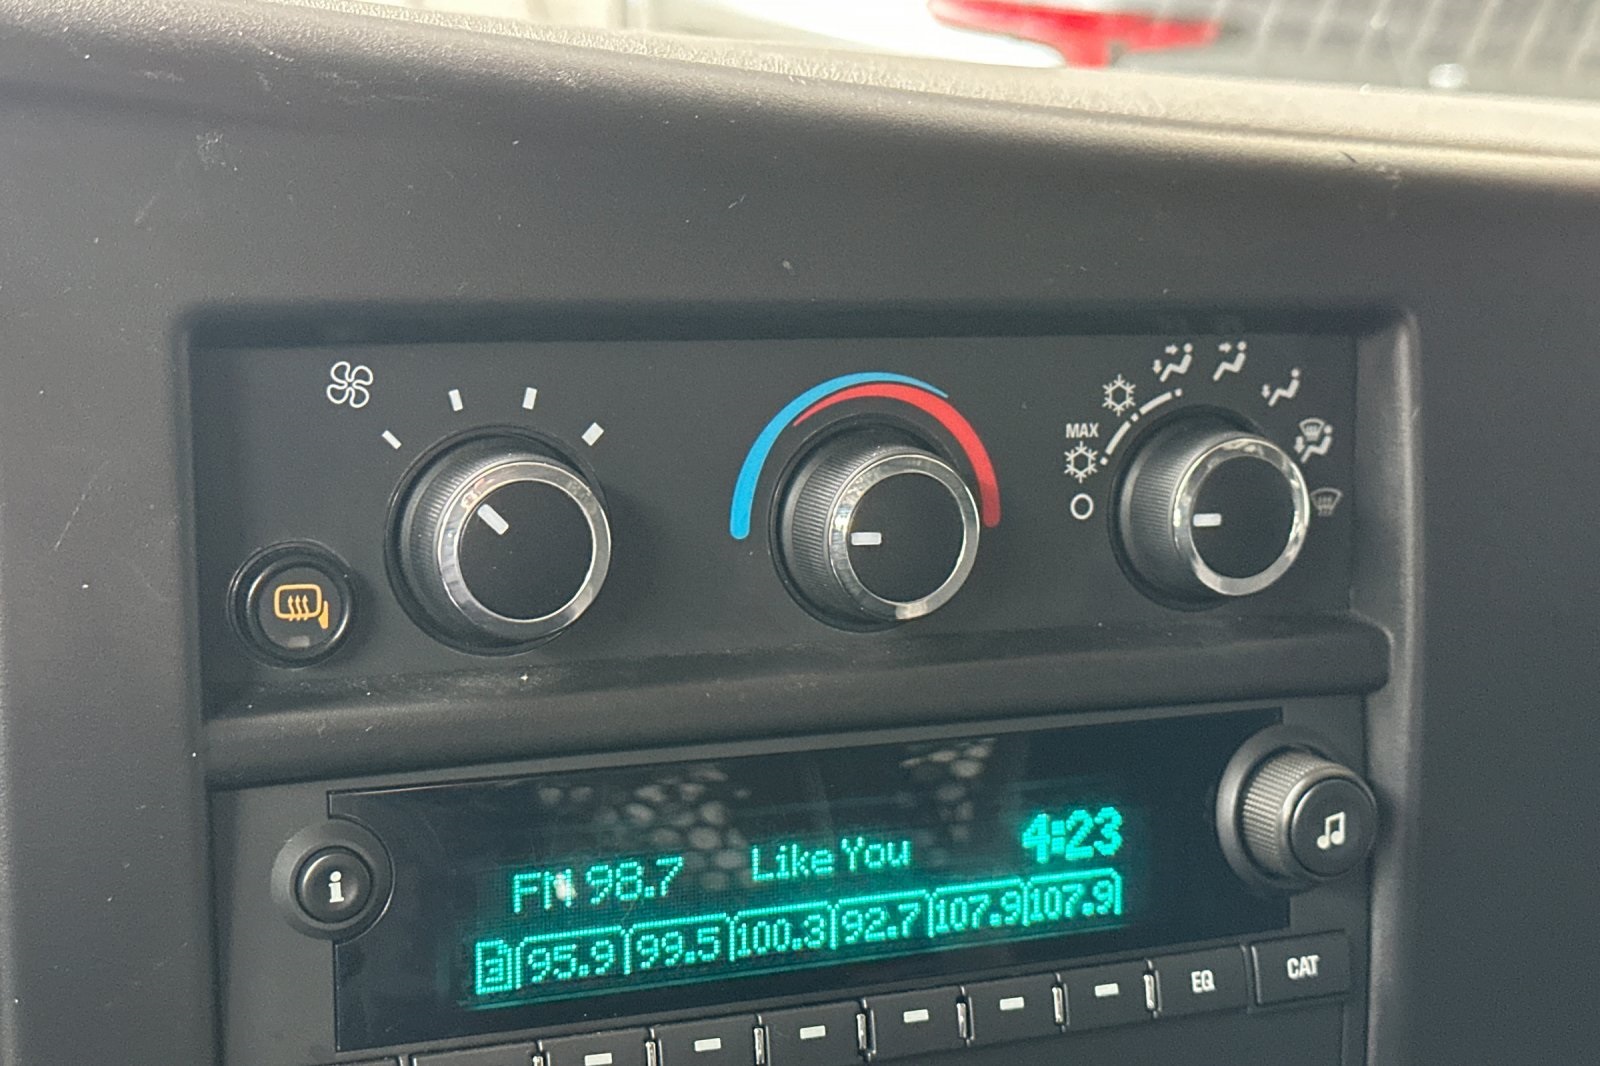 MAX
FM 98.7 Like You 4:23
a 95.9 99.5 100.3 92.7 107.9 107.9
i
EQ CAT